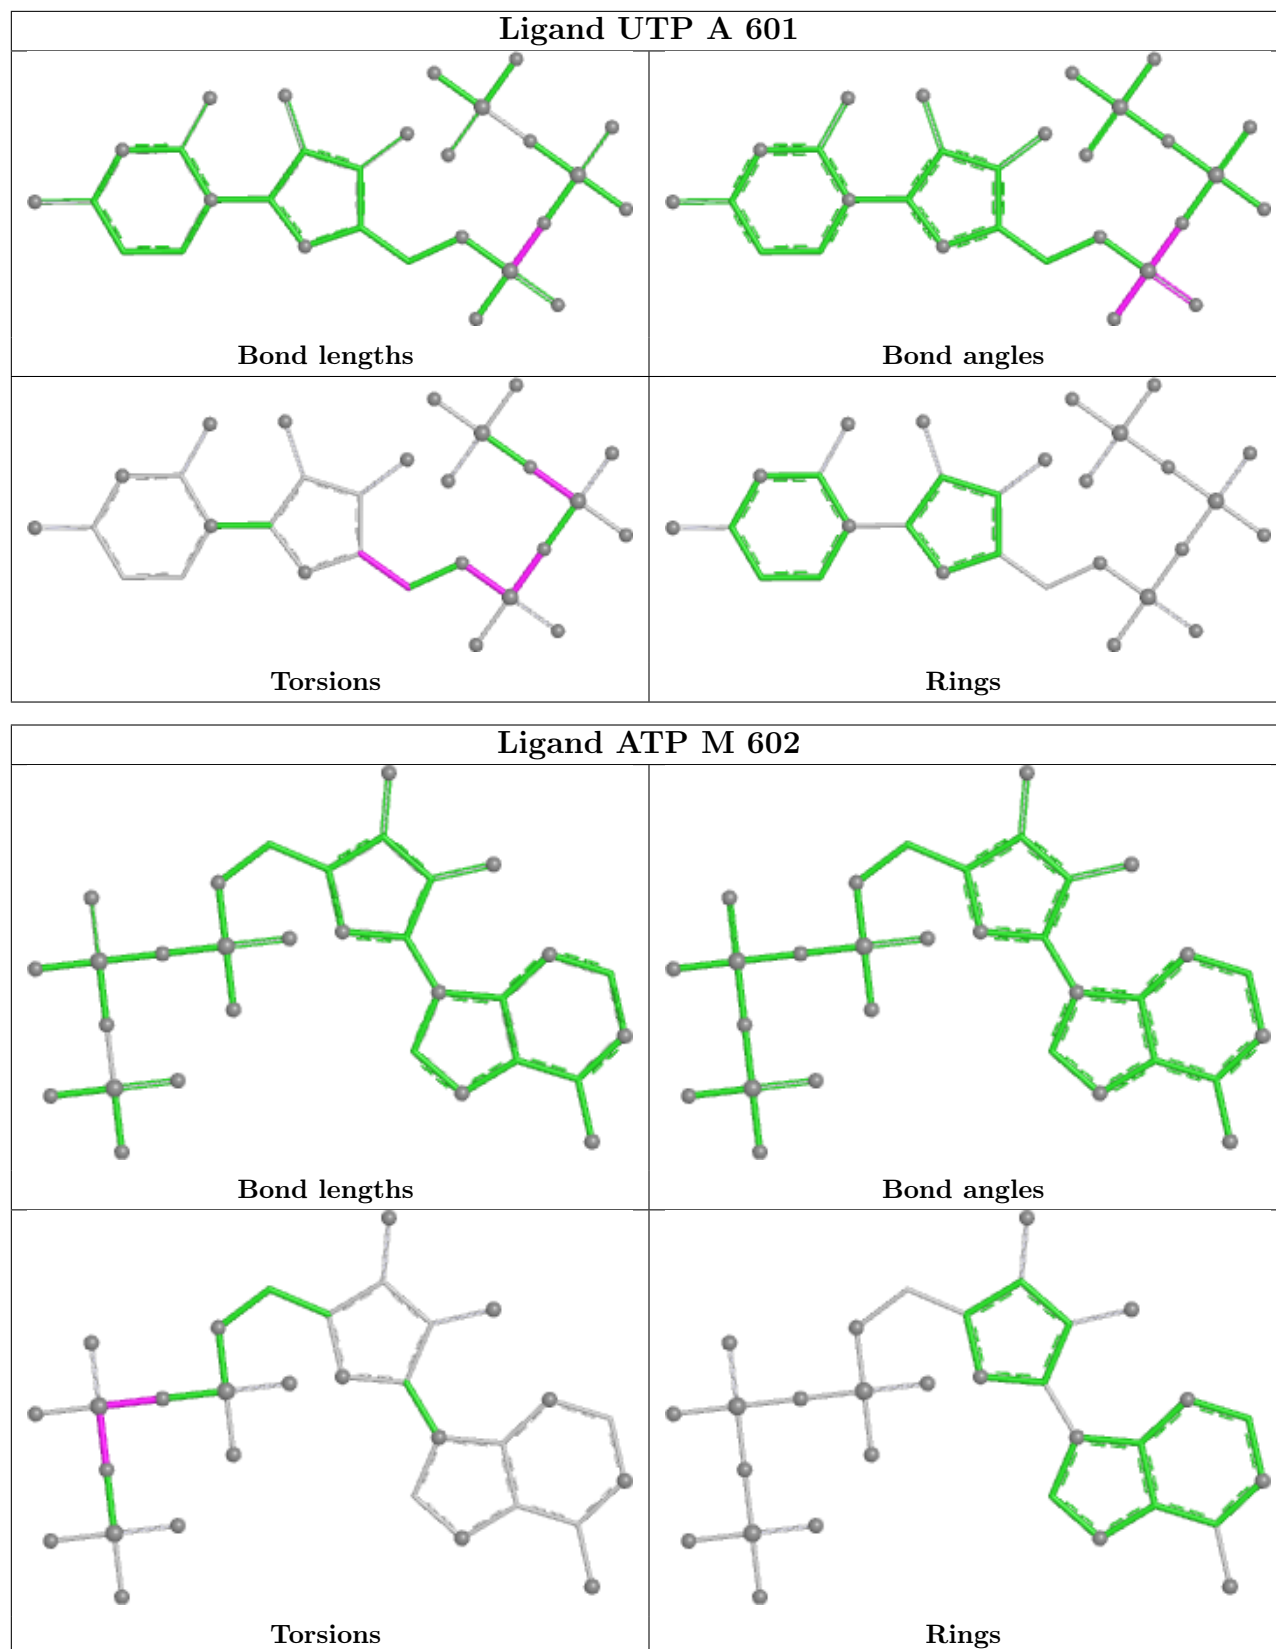 Ligand UTP A 601
Bond lengths
Bond angles
Torsions
Rings
Ligand ATP M 602
Bond lengths
Bond angles
Torsions
Rings